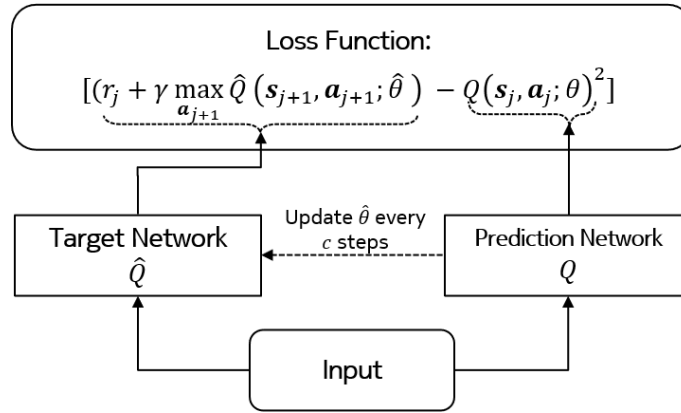 Loss Function:
[(r_j + γ max_{𝒂_{j+1}} Q̂ (𝒔_{j+1}, 𝒂_{j+1}; θ̂ ) − Q(𝒔_j, 𝒂_j; θ)^2]
Update θ̂ every
c steps
Target Network
Q̂
Prediction Network
Q
Input